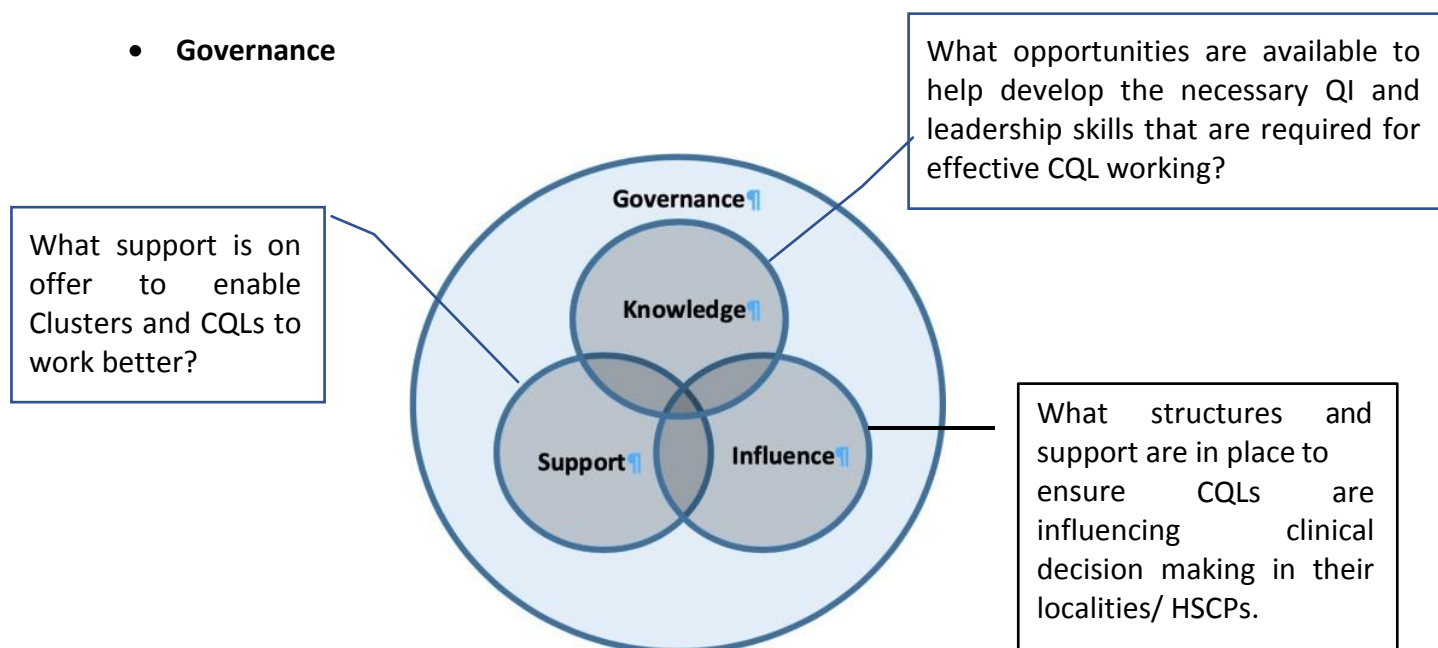 • Governance
What opportunities are available to
help develop the necessary QI and
leadership skills that are required for
effective CQL working?
Governance¶
What support is on
offer to enable
Clusters and CQLs to
work better?
Knowledge¶
Support¶
Influence¶
What structures and
support are in place to
ensure CQLs are
influencing clinical
decision making in their
localities/ HSCPs.